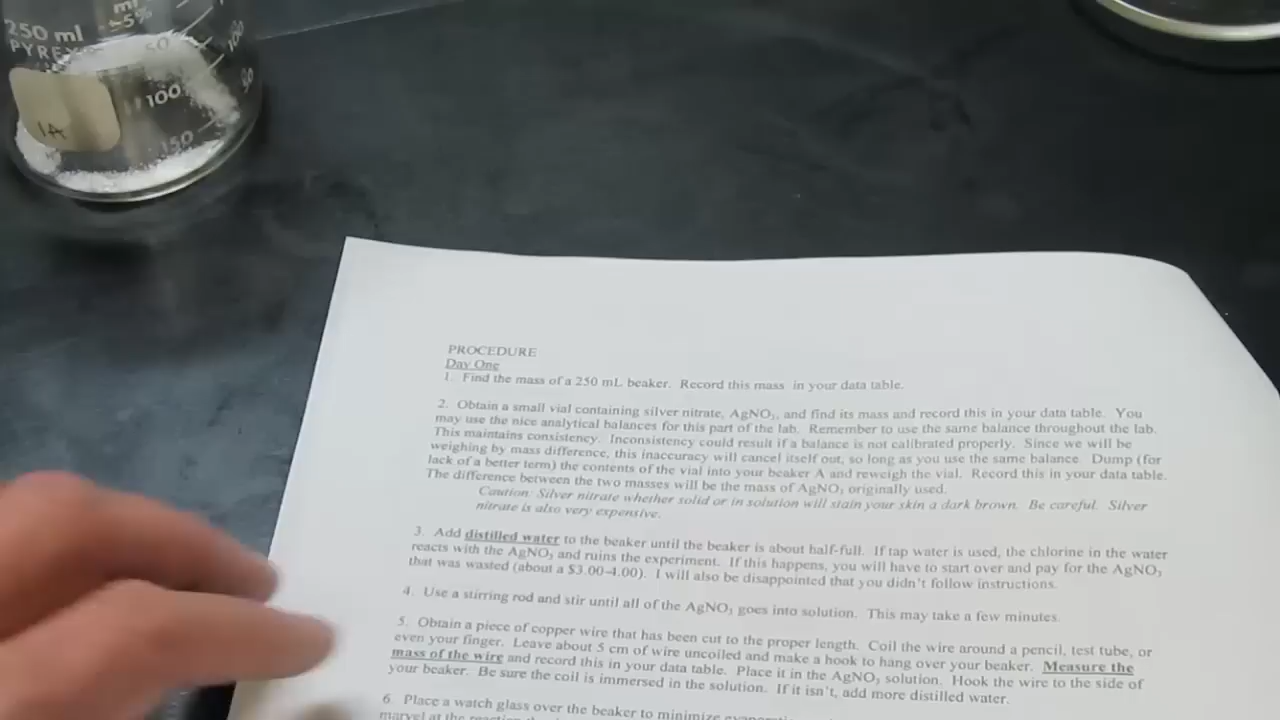 250 ml
PYREX
ml
±5%
50
100
100
150
50
1A
PROCEDURE
Day One
1. Find the mass of a 250 mL beaker. Record this mass in your data table.
2. Obtain a small vial containing silver nitrate, AgNO₃, and find its mass and record this in your data table. You
may use the nice analytical balances for this part of the lab. Remember to use the same balance throughout the lab.
This maintains consistency. Inconsistency could result if a balance is not calibrated properly. Since we will be
weighing by mass difference, this inaccuracy will cancel itself out, so long as you use the same balance. Dump (for
lack of a better term) the contents of the vial into your beaker A and reweigh the vial. Record this in your data table.
The difference between the two masses will be the mass of AgNO₃ originally used.
Caution: Silver nitrate whether solid or in solution will stain your skin a dark brown. Be careful. Silver
nitrate is also very expensive.
3. Add distilled water to the beaker until the beaker is about half-full. If tap water is used, the chlorine in the water
reacts with the AgNO₃ and ruins the experiment. If this happens, you will have to start over and pay for the AgNO₃
that was wasted (about a $3.00-4.00). I will also be disappointed that you didn't follow instructions.
4. Use a stirring rod and stir until all of the AgNO₃ goes into solution. This may take a few minutes.
5. Obtain a piece of copper wire that has been cut to the proper length. Coil the wire around a pencil, test tube, or
even your finger. Leave about 5 cm of wire uncoiled and make a hook to hang over your beaker. Measure the
mass of the wire and record this in your data table. Place it in the AgNO₃ solution. Hook the wire to the side of
your beaker. Be sure the coil is immersed in the solution. If it isn't, add more distilled water.
6. Place a watch glass over the beaker to minimize
marvel at the